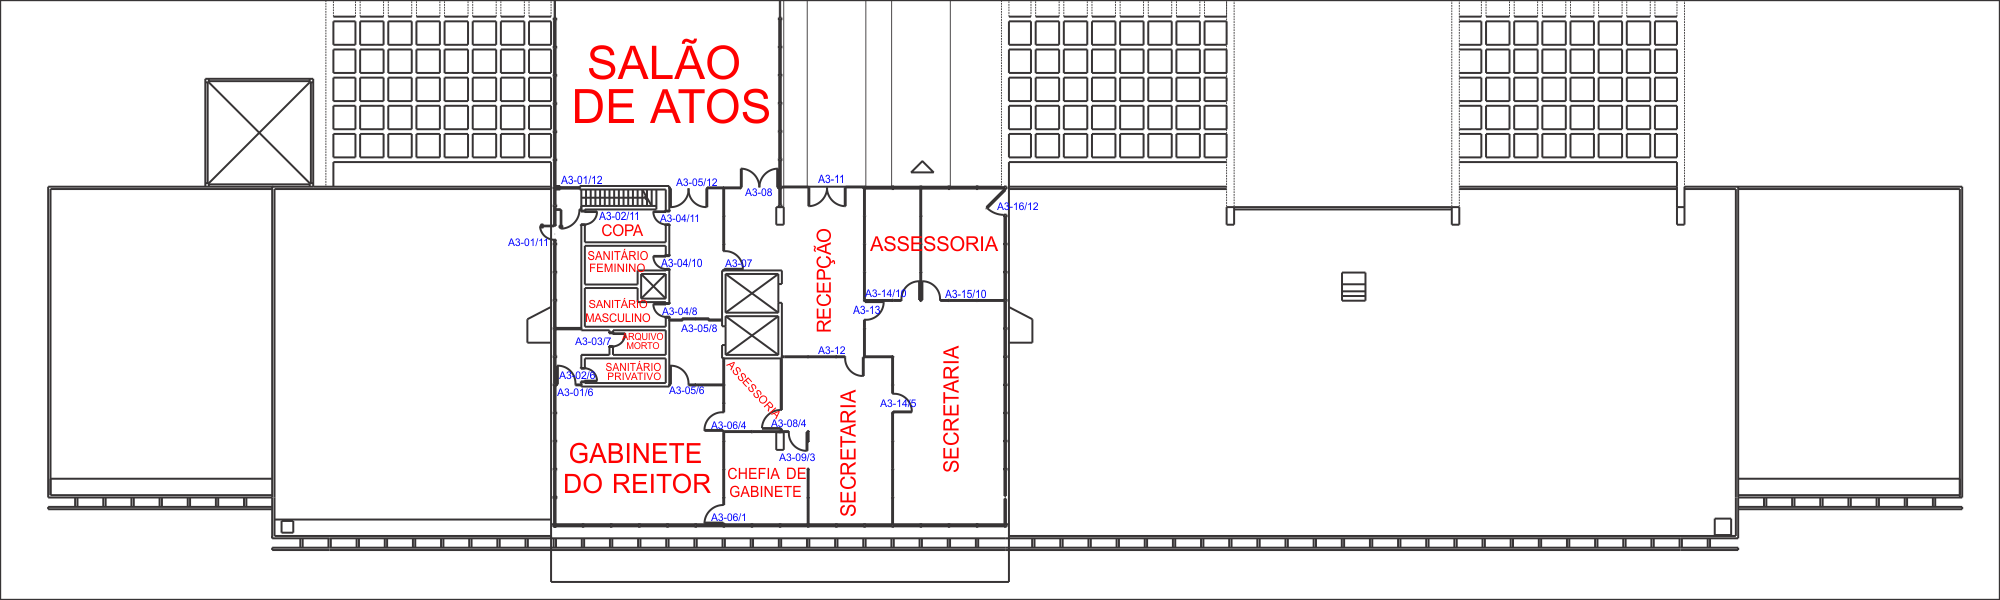 SALÃO
DE ATOS
A3-01/12
A3-05/12
A3-08
A3-11
A3-16/12
A3-02/11
A3-04/11
COPA
A3-01/11
RECEPÇÃO
ASSESSORIA
SANITÁRIO
FEMININO
A3-04/10
A3-07
A3-14/10
A3-15/10
SANITÁRIO
MASCULINO
A3-04/8
A3-13
A3-05/8
A3-03/7
ARQUIVO
MORTO
A3-12
SANITÁRIO
PRIVATIVO
A3-02/6
A3-01/6
A3-05/6
ASSESSORIA
A3-14/5
SECRETARIA
SECRETARIA
A3-06/4
A3-08/4
GABINETE
DO REITOR
A3-09/3
CHEFIA DE
GABINETE
A3-06/1